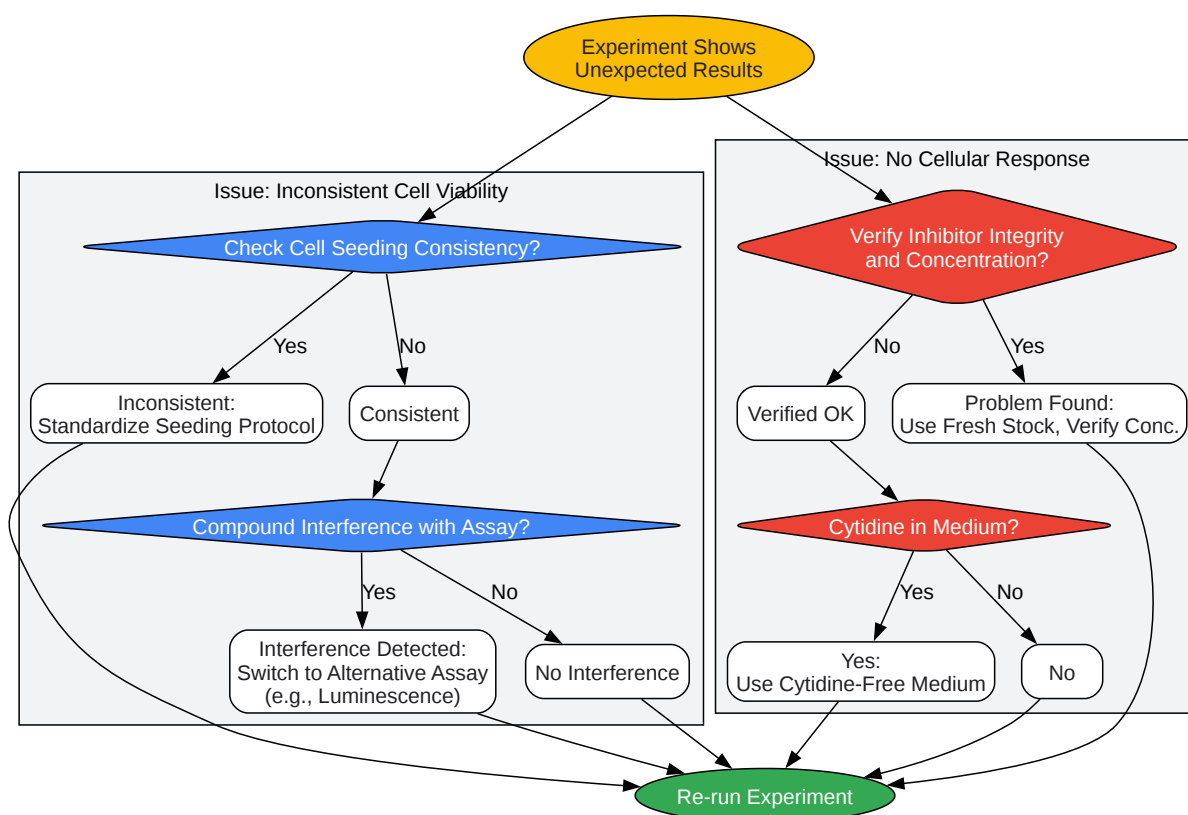 Experiment Shows
Unexpected Results
Issue: Inconsistent Cell Viability
Check Cell Seeding Consistency?
Yes
No
Inconsistent:
Standardize Seeding Protocol
Consistent
Compound Interference with Assay?
Yes
No
Interference Detected:
Switch to Alternative Assay
(e.g., Luminescence)
No Interference
Issue: No Cellular Response
Verify Inhibitor Integrity
and Concentration?
No
Yes
Verified OK
Problem Found:
Use Fresh Stock, Verify Conc.
Cytidine in Medium?
Yes
No
Yes:
Use Cytidine-Free Medium
No
Re-run Experiment